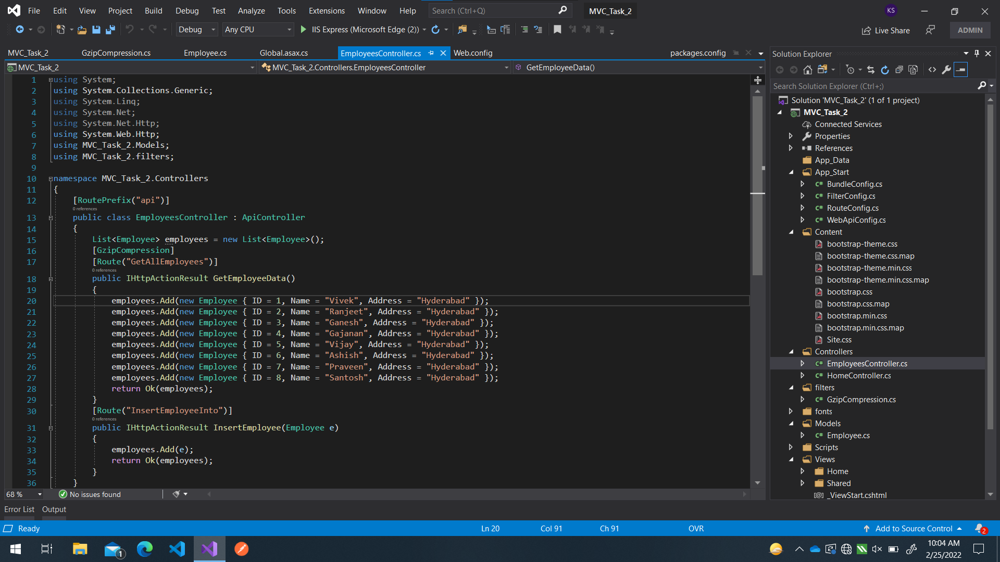 File Edit View Project Build Debug Test Analyze Tools Extensions Window Help Search (Ctrl+Q) MVC_Task_2 KS
Debug Any CPU IIS Express (Microsoft Edge (2)) Live Share ADMIN
MVC_Task_2 GzipCompression.cs Employee.cs Global.asax.cs EmployeesController.cs Web.config packages.config
MVC_Task_2 MVC_Task_2.Controllers.EmployeesController GetEmployeeData()
1 using System;
2 using System.Collections.Generic;
3 using System.Linq;
4 using System.Net;
5 using System.Net.Http;
6 using System.Web.Http;
7 using MVC_Task_2.Models;
8 using MVC_Task_2.filters;
9
10 namespace MVC_Task_2.Controllers
11 {
12 [RoutePrefix("api")]
0 references
13 public class EmployeesController : ApiController
14 {
15 List<Employee> employees = new List<Employee>();
16 [GzipCompression]
17 [Route("GetAllEmployees")]
0 references
18 public IHttpActionResult GetEmployeeData()
19 {
20 employees.Add(new Employee { ID = 1, Name = "Vivek", Address = "Hyderabad" });
21 employees.Add(new Employee { ID = 2, Name = "Ranjeet", Address = "Hyderabad" });
22 employees.Add(new Employee { ID = 3, Name = "Ganesh", Address = "Hyderabad" });
23 employees.Add(new Employee { ID = 4, Name = "Gajanan", Address = "Hyderabad" });
24 employees.Add(new Employee { ID = 5, Name = "Vijay", Address = "Hyderabad" });
25 employees.Add(new Employee { ID = 6, Name = "Ashish", Address = "Hyderabad" });
26 employees.Add(new Employee { ID = 7, Name = "Praveen", Address = "Hyderabad" });
27 employees.Add(new Employee { ID = 8, Name = "Santosh", Address = "Hyderabad" });
28 return Ok(employees);
29 }
30 [Route("InsertEmployeeInto")]
0 references
31 public IHttpActionResult InsertEmployee(Employee e)
32 {
33 employees.Add(e);
34 return Ok(employees);
35 }
36 }
68 % No issues found
Error List Output
Solution Explorer
Search Solution Explorer (Ctrl+;)
Solution 'MVC_Task_2' (1 of 1 project)
MVC_Task_2
Connected Services
Properties
References
App_Data
App_Start
C# BundleConfig.cs
C# FilterConfig.cs
C# RouteConfig.cs
C# WebApiConfig.cs
Content
bootstrap-theme.css
bootstrap-theme.css.map
bootstrap-theme.min.css
bootstrap-theme.min.css.map
bootstrap.css
bootstrap.css.map
bootstrap.min.css
bootstrap.min.css.map
Site.css
Controllers
C# EmployeesController.cs
C# HomeController.cs
filters
C# GzipCompression.cs
fonts
Models
C# Employee.cs
Scripts
Views
Home
Shared
[@] _ViewStart.cshtml
Ready Ln 20 Col 91 Ch 91 OVR Add to Source Control 2
1
10:04 AM
2/25/2022